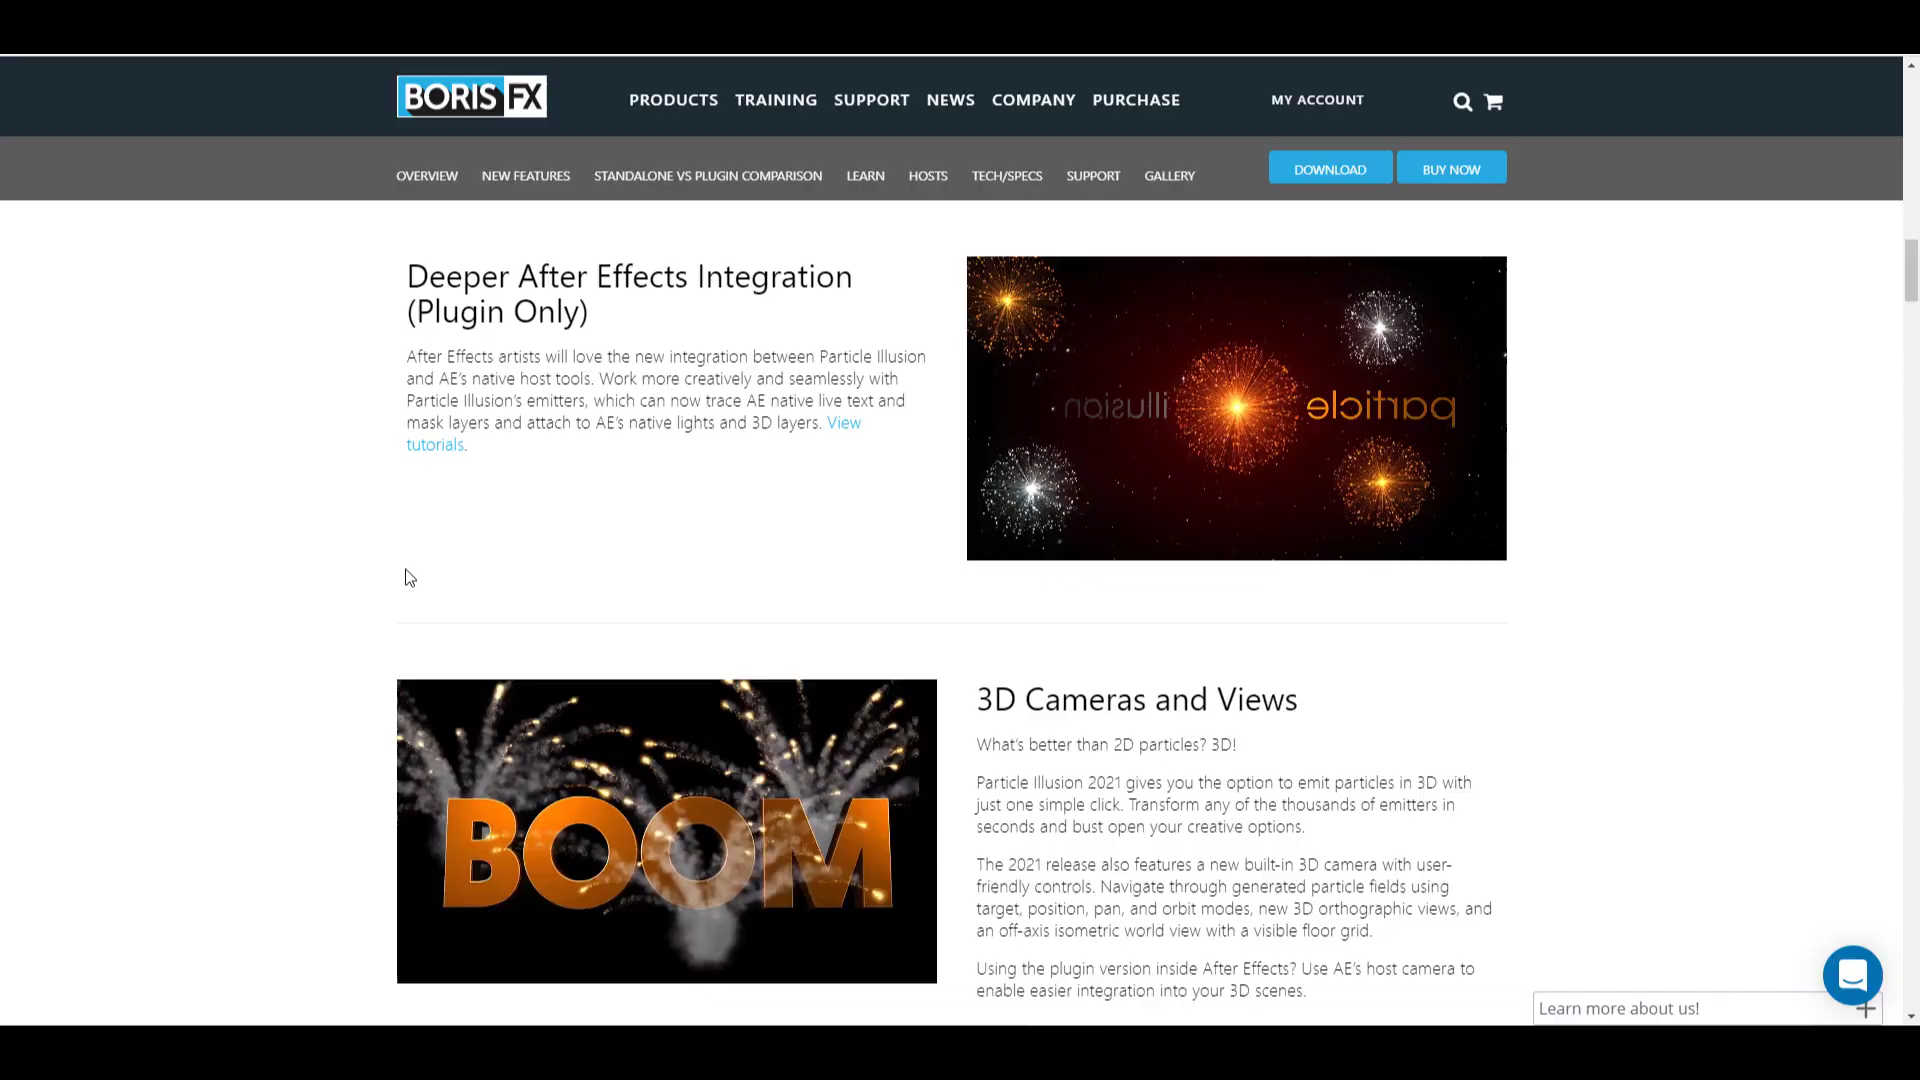 BORIS FX
PRODUCTS TRAINING SUPPORT NEWS COMPANY PURCHASE
MY ACCOUNT
OVERVIEW NEW FEATURES STANDALONE VS PLUGIN COMPARISON LEARN HOSTS TECH/SPECS SUPPORT GALLERY
DOWNLOAD BUY NOW
Deeper After Effects Integration
(Plugin Only)
After Effects artists will love the new integration between Particle Illusion
and AE’s native host tools. Work more creatively and seamlessly with
Particle Illusion’s emitters, which can now trace AE native live text and
mask layers and attach to AE’s native lights and 3D layers. View
tutorials.
particle illusion
BOOM
3D Cameras and Views
What’s better than 2D particles? 3D!
Particle Illusion 2021 gives you the option to emit particles in 3D with
just one simple click. Transform any of the thousands of emitters in
seconds and bust open your creative options.
The 2021 release also features a new built-in 3D camera with user-
friendly controls. Navigate through generated particle fields using
target, position, pan, and orbit modes, new 3D orthographic views, and
an off-axis isometric world view with a visible floor grid.
Using the plugin version inside After Effects? Use AE’s host camera to
enable easier integration into your 3D scenes.
Learn more about us!